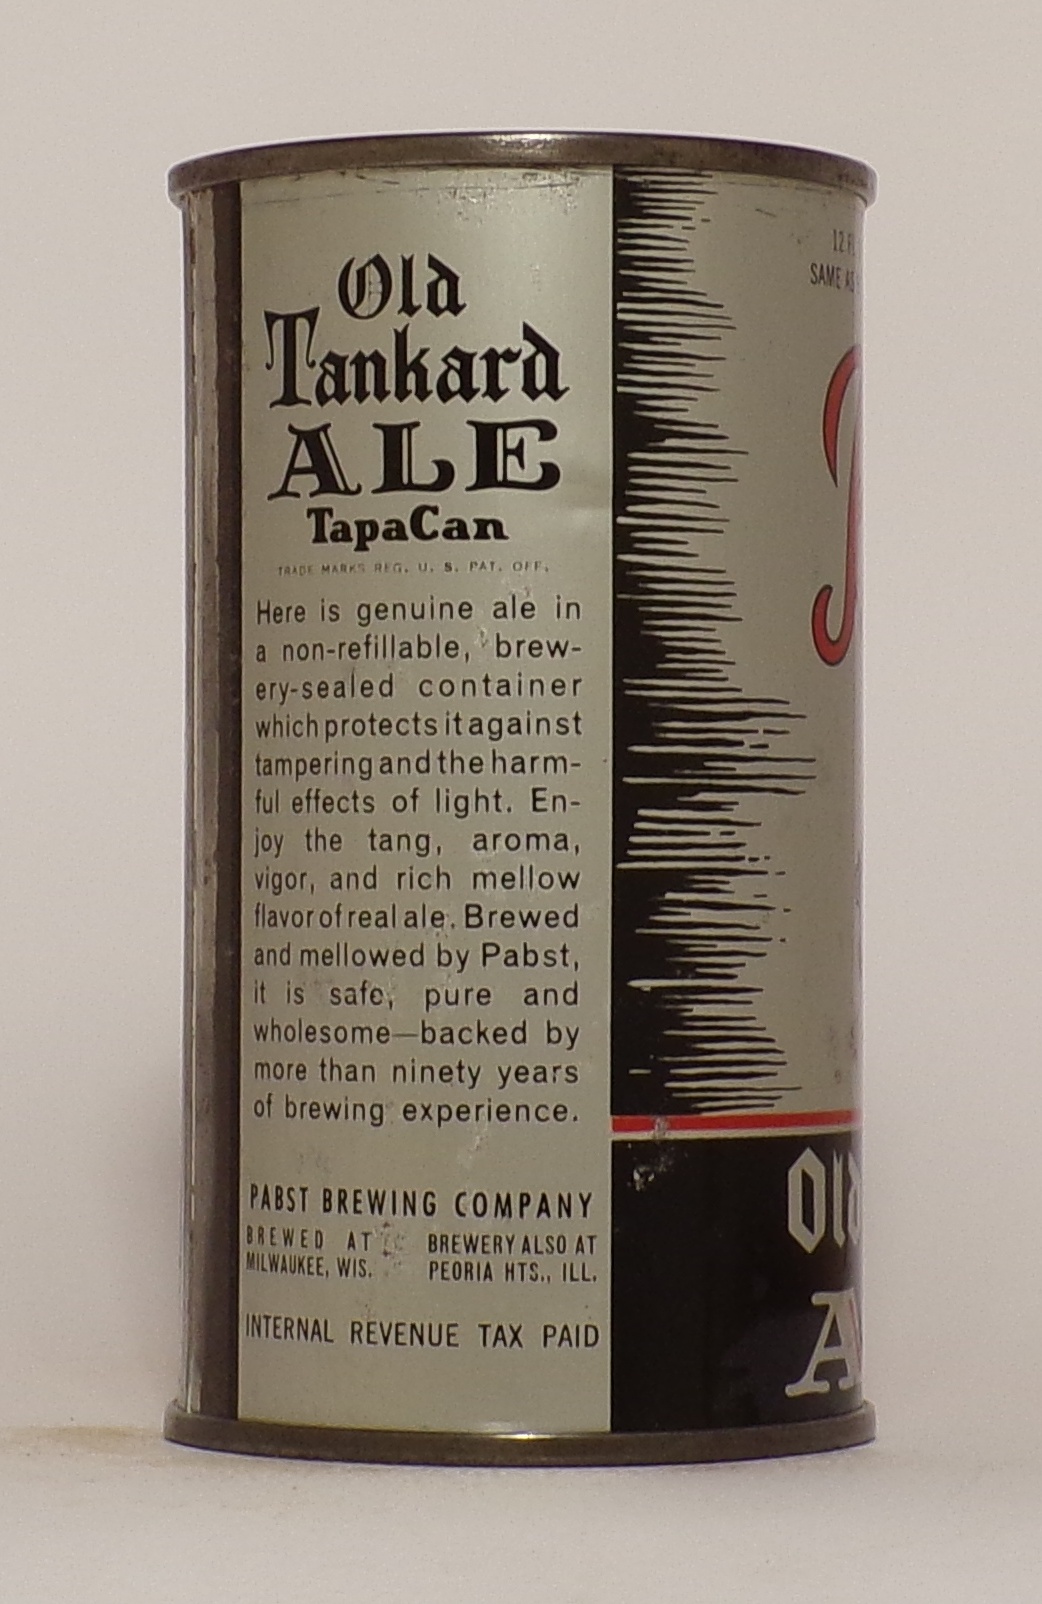 Old
Tankard
ALE
TapaCan
TRADE MARKS REG. U. S. PAT. OFF.
Here is genuine ale in
a non-refillable, brew-
ery-sealed container
which protects it against
tampering and the harm-
ful effects of light. En-
joy the tang, aroma,
vigor, and rich mellow
flavor of real ale. Brewed
and mellowed by Pabst,
it is safe, pure and
wholesome—backed by
more than ninety years
of brewing experience.
PABST BREWING COMPANY
BREWED AT
MILWAUKEE, WIS.
BREWERY ALSO AT
PEORIA HTS., ILL.
INTERNAL REVENUE TAX PAID
12 FL
SAME AS
Old
A